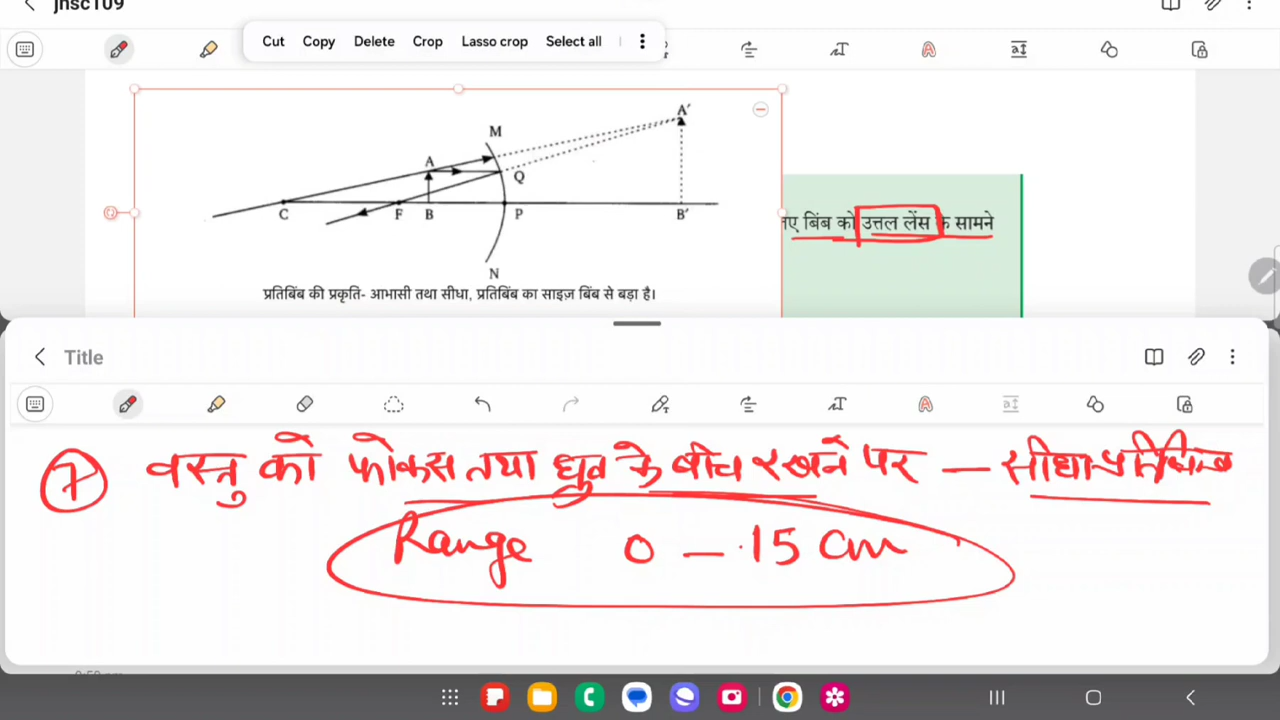 jhsc109
Cut Copy Delete Crop Lasso crop Select all
M
A′
A
Q
C F B P B′
N
प्रतिबिंब की प्रकृति- आभासी तथा सीधा, प्रतिबिंब का साइज़ बिंब से बड़ा है।
बिंब को उत्तल लेंस के सामने
Title
7 वस्तु को फोकस तथा ध्रुव के बीच रखने पर — सीधा प्रतिबिम्ब
Range 0 — 15 cm